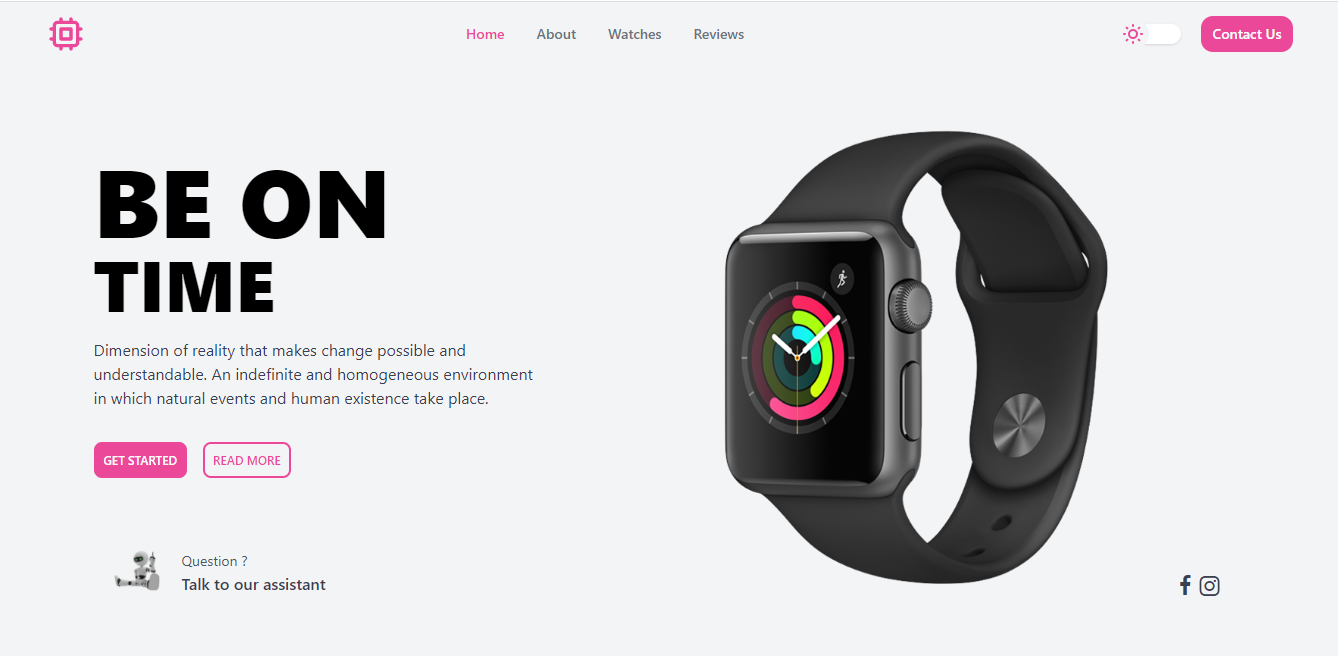 Home About Watches Reviews Contact Us
BE ON
TIME
Dimension of reality that makes change possible and
understandable. An indefinite and homogeneous environment
in which natural events and human existence take place.
GET STARTED READ MORE
Question ?
Talk to our assistant